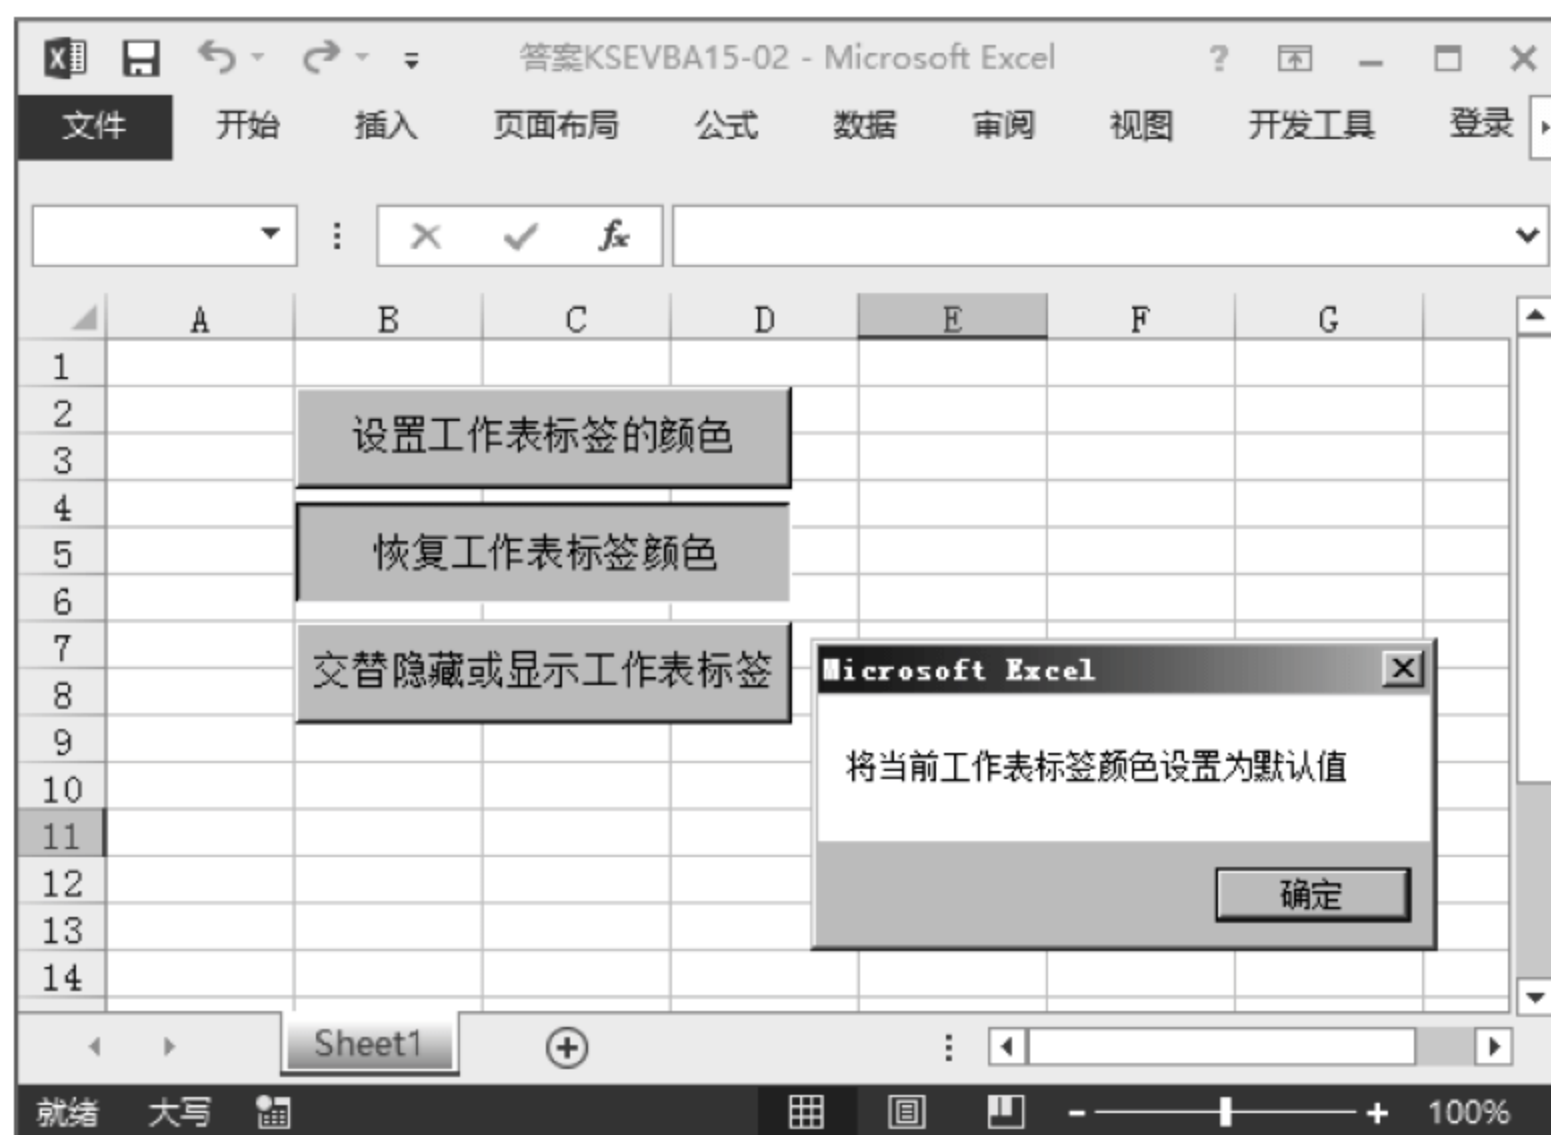 答案KSEVBA15-02 - Microsoft Excel
文件 开始 插入 页面布局 公式 数据 审阅 视图 开发工具 登录
fx
A B C D E F G
1
2
3
4
5
6
7
8
9
10
11
12
13
14
设置工作表标签的颜色
恢复工作表标签颜色
交替隐藏或显示工作表标签
Microsoft Excel
将当前工作表标签颜色设置为默认值
确定
Sheet1
就绪 大写 100%